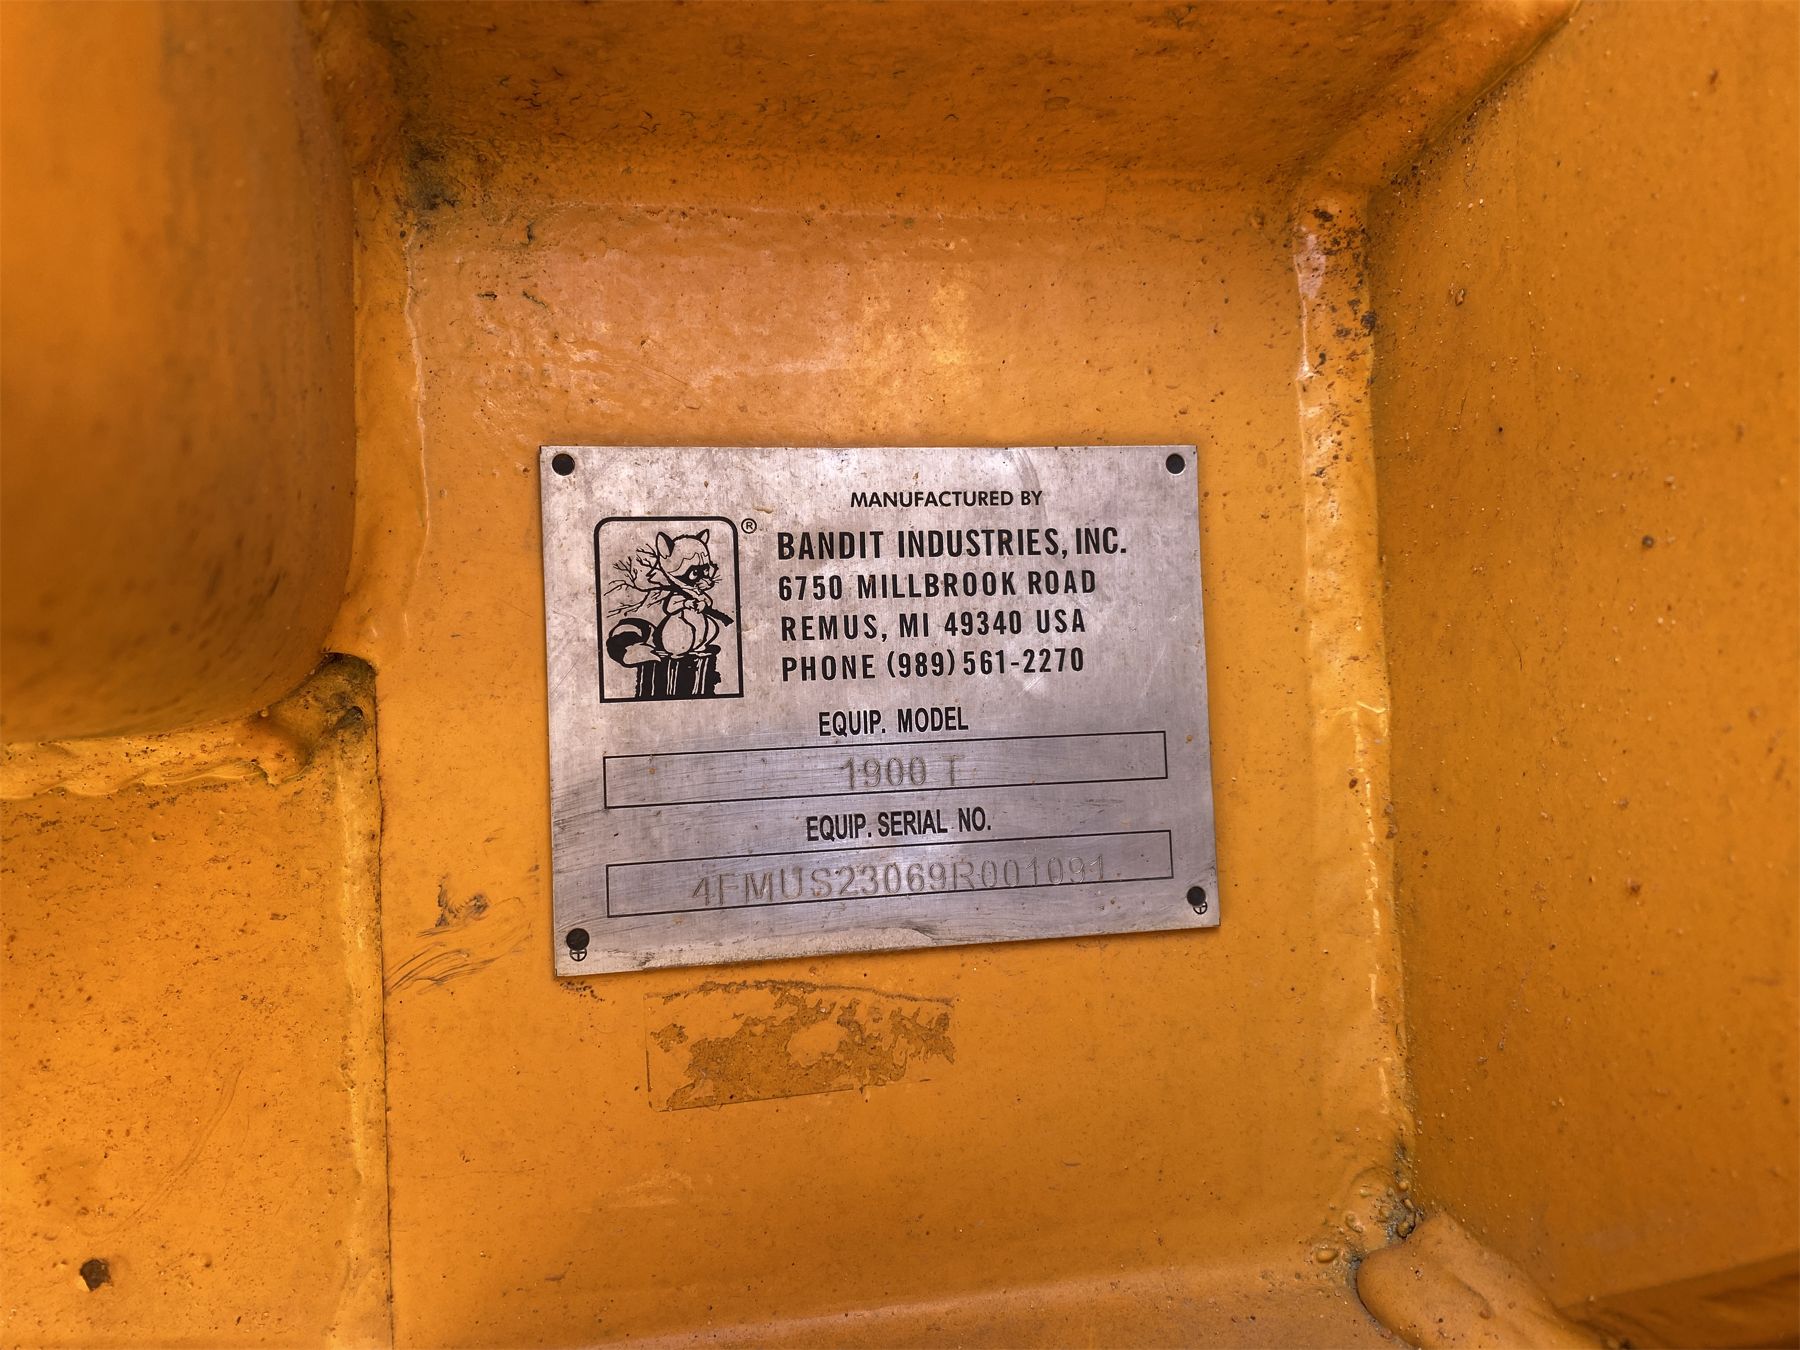 MANUFACTURED BY
®
BANDIT INDUSTRIES, INC.
6750 MILLBROOK ROAD
REMUS, MI 49340 USA
PHONE (989) 561-2270
EQUIP. MODEL
1900 T
EQUIP. SERIAL NO.
4FMUS23069R001091